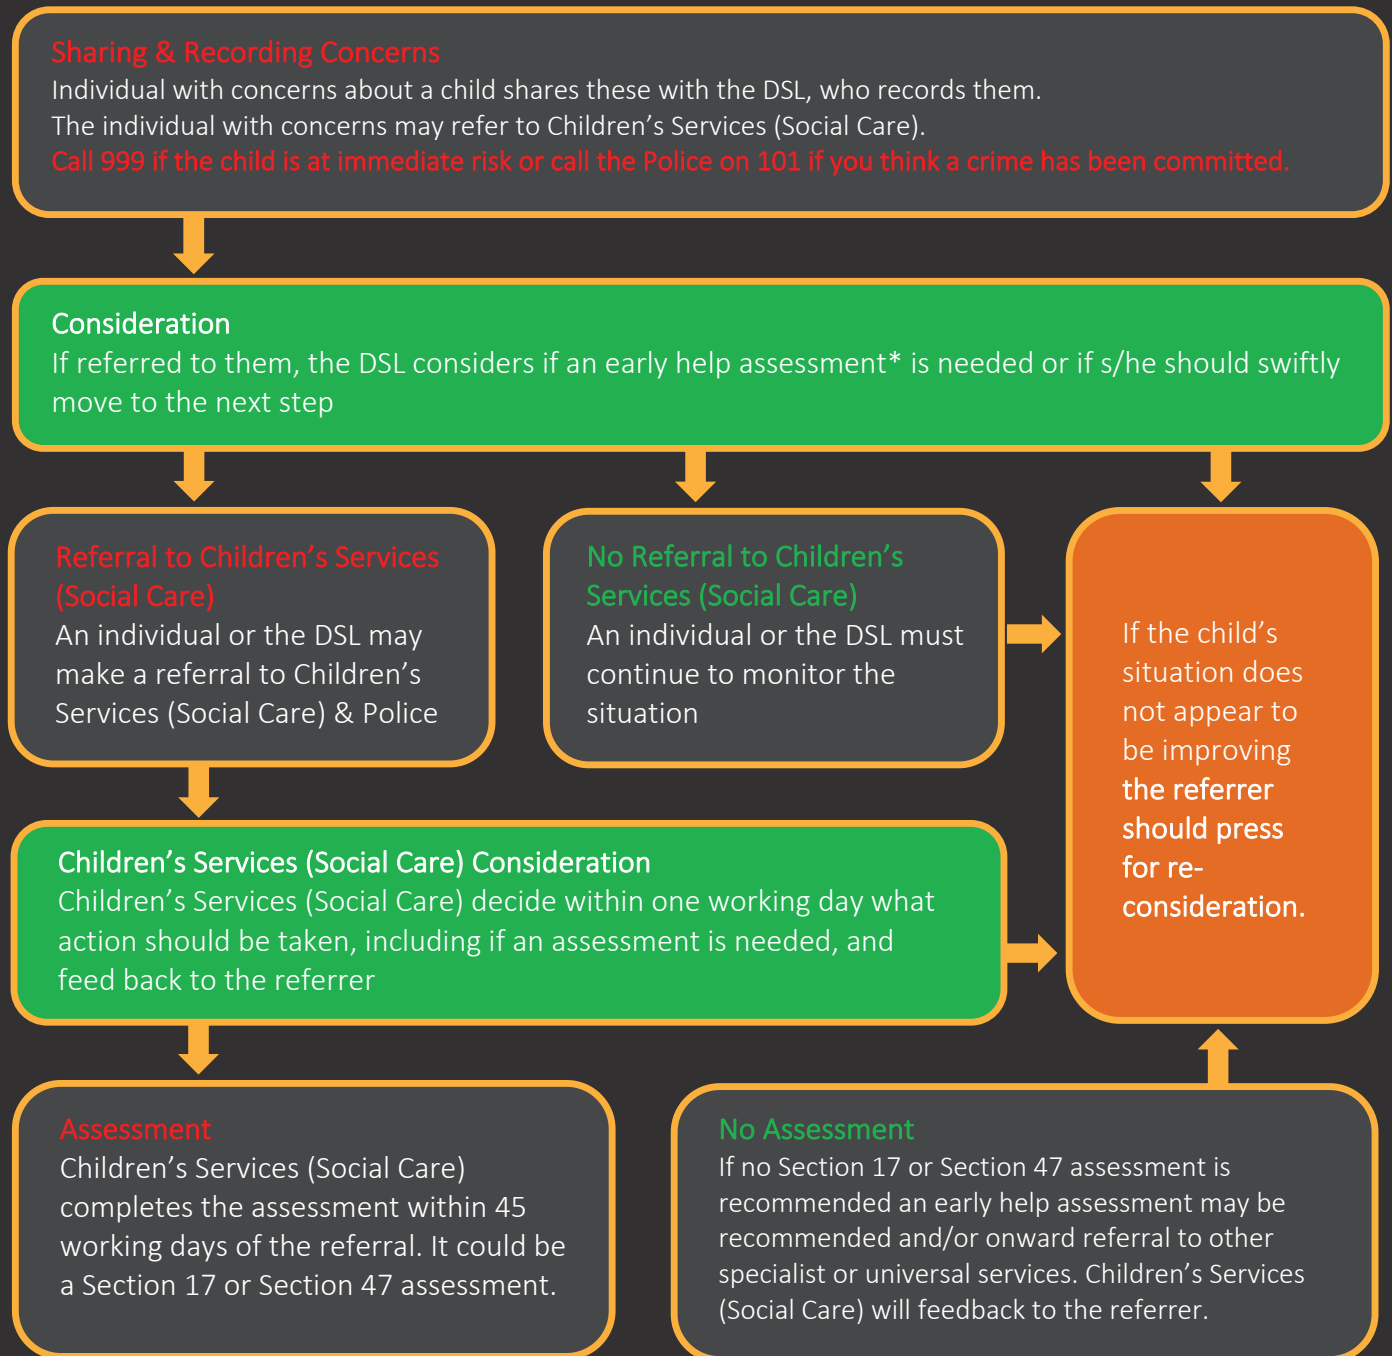 Sharing & Recording Concerns
Individual with concerns about a child shares these with the DSL, who records them.
The individual with concerns may refer to Children’s Services (Social Care).
Call 999 if the child is at immediate risk or call the Police on 101 if you think a crime has been committed.
Consideration
If referred to them, the DSL considers if an early help assessment* is needed or if s/he should swiftly
move to the next step
Referral to Children’s Services
(Social Care)
An individual or the DSL may
make a referral to Children’s
Services (Social Care) & Police
No Referral to Children’s
Services (Social Care)
An individual or the DSL must
continue to monitor the
situation
If the child’s
situation does
not appear to
be improving
the referrer
should press
for re-
consideration.
Children’s Services (Social Care) Consideration
Children’s Services (Social Care) decide within one working day what
action should be taken, including if an assessment is needed, and
feed back to the referrer
Assessment
Children’s Services (Social Care)
completes the assessment within 45
working days of the referral. It could be
a Section 17 or Section 47 assessment.
No Assessment
If no Section 17 or Section 47 assessment is
recommended an early help assessment may be
recommended and/or onward referral to other
specialist or universal services. Children’s Services
(Social Care) will feedback to the referrer.